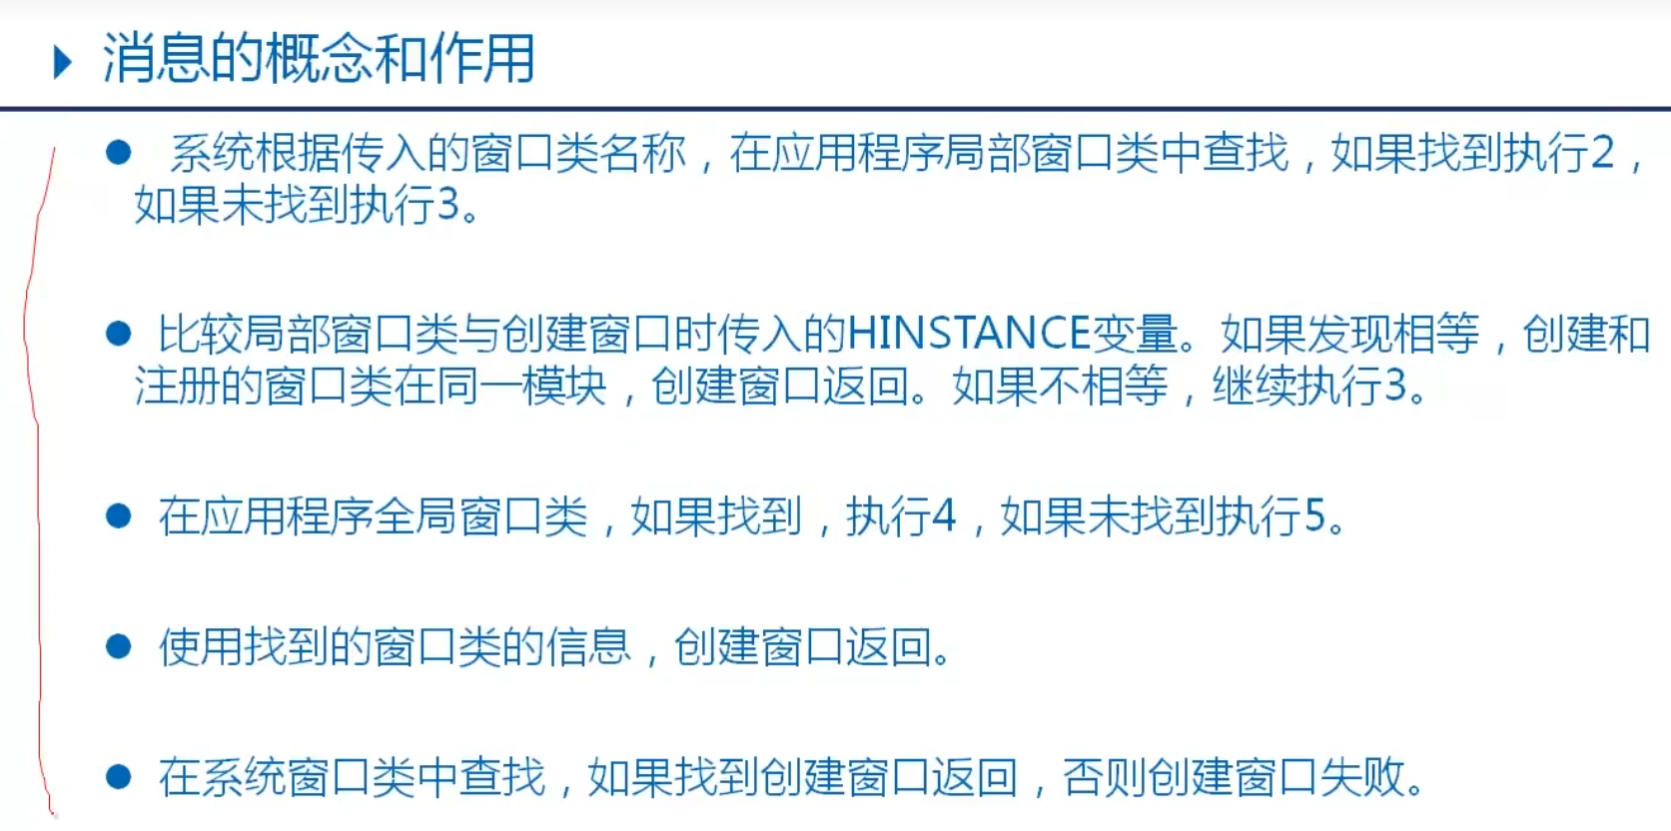 消息的概念和作用
系统根据传入的窗口类名称，在应用程序局部窗口类中查找，如果找到执行2，
如果未找到执行3。
比较局部窗口类与创建窗口时传入的HINSTANCE变量。如果发现相等，创建和
注册的窗口类在同一模块，创建窗口返回。如果不相等，继续执行3。
在应用程序全局窗口类，如果找到，执行4，如果未找到执行5。
使用找到的窗口类的信息，创建窗口返回。
在系统窗口类中查找，如果找到创建窗口返回，否则创建窗口失败。